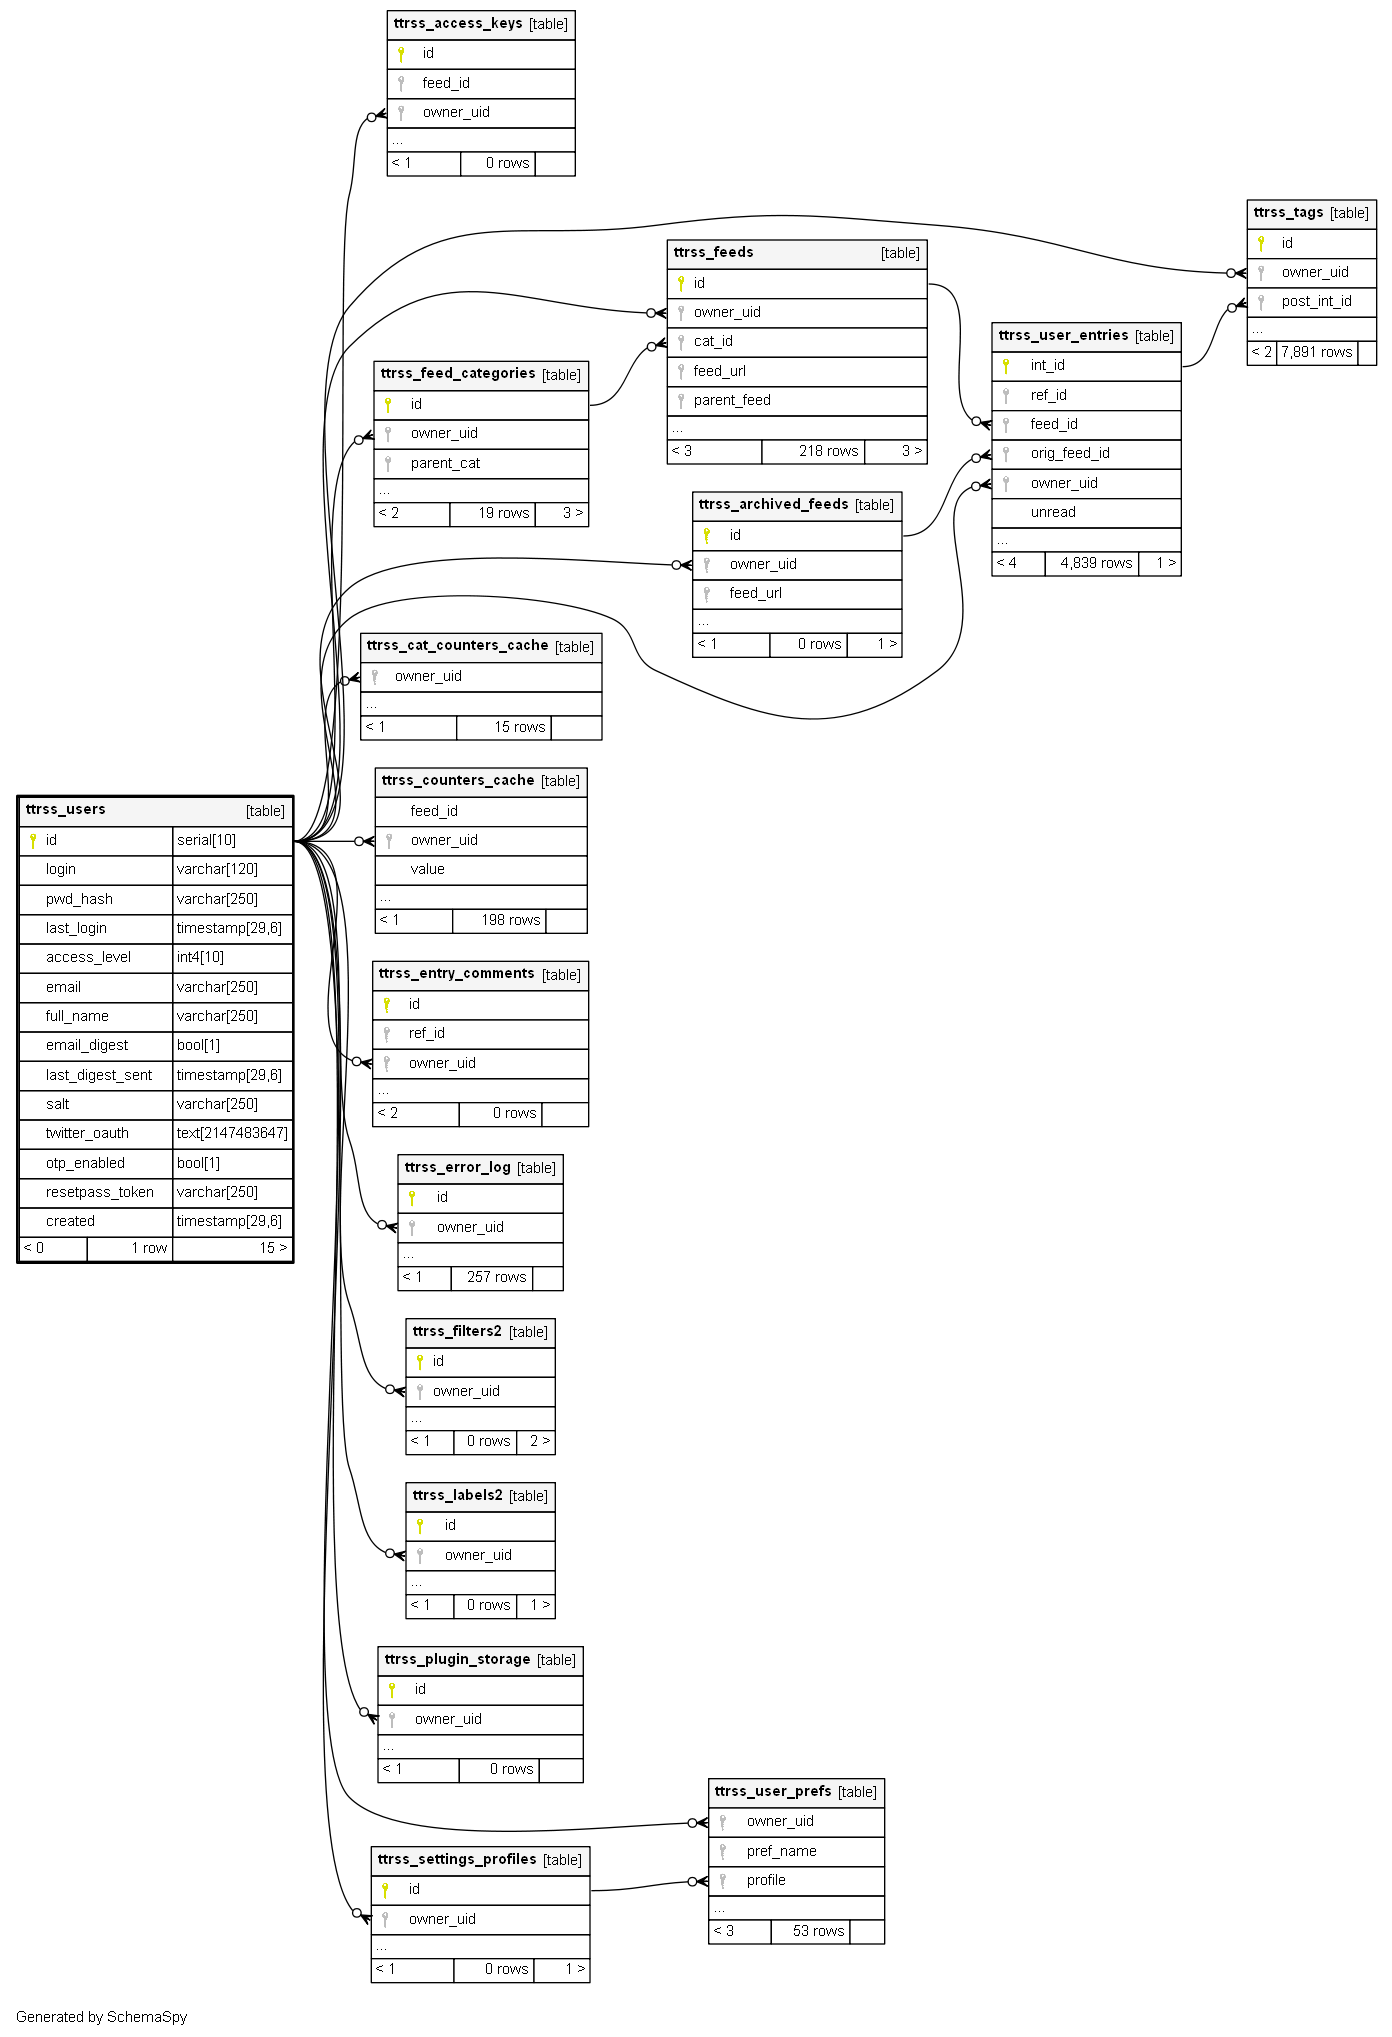 ttrss_access_keys [table]
id
feed_id
owner_uid
...
< 1 0 rows
ttrss_tags [table]
id
owner_uid
post_int_id
...
< 2 7,891 rows
ttrss_feeds [table]
id
owner_uid
cat_id
feed_url
parent_feed
...
< 3 218 rows 3 >
ttrss_user_entries [table]
int_id
ref_id
feed_id
orig_feed_id
owner_uid
unread
...
< 4 4,839 rows 1 >
ttrss_feed_categories [table]
id
owner_uid
parent_cat
...
< 2 19 rows 3 >
ttrss_archived_feeds [table]
id
owner_uid
feed_url
...
< 1 0 rows 1 >
ttrss_cat_counters_cache [table]
owner_uid
...
< 1 15 rows
ttrss_counters_cache [table]
feed_id
owner_uid
value
...
< 1 198 rows
ttrss_users [table]
id serial[10]
login varchar[120]
pwd_hash varchar[250]
last_login timestamp[29,6]
access_level int4[10]
email varchar[250]
full_name varchar[250]
email_digest bool[1]
last_digest_sent timestamp[29,6]
salt varchar[250]
twitter_oauth text[2147483647]
otp_enabled bool[1]
resetpass_token varchar[250]
created timestamp[29,6]
< 0 1 row 15 >
ttrss_entry_comments [table]
id
ref_id
owner_uid
...
< 2 0 rows
ttrss_error_log [table]
id
owner_uid
...
< 1 257 rows
ttrss_filters2 [table]
id
owner_uid
...
< 1 0 rows 2 >
ttrss_labels2 [table]
id
owner_uid
...
< 1 0 rows 1 >
ttrss_plugin_storage [table]
id
owner_uid
...
< 1 0 rows
ttrss_user_prefs [table]
owner_uid
pref_name
profile
...
< 3 53 rows
ttrss_settings_profiles [table]
id
owner_uid
...
< 1 0 rows 1 >
Generated by SchemaSpy